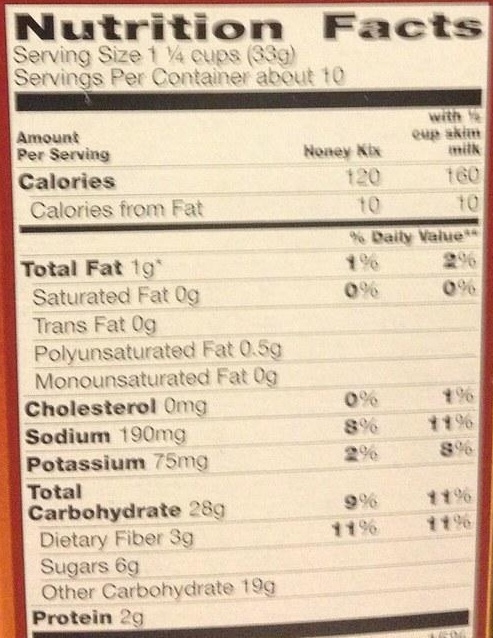 Nutrition Facts
Serving Size 1 ¼ cups (33g)
Servings Per Container about 10
Amount Per Serving Honey Kix with ½ cup skim milk
Calories 120 160
Calories from Fat 10 10
% Daily Value**
Total Fat 1g* 1% 2%
Saturated Fat 0g 0% 0%
Trans Fat 0g
Polyunsaturated Fat 0.5g
Monounsaturated Fat 0g
Cholesterol 0mg 0% 1%
Sodium 190mg 8% 11%
Potassium 75mg 2% 8%
Total
Carbohydrate 28g 9% 11%
Dietary Fiber 3g 11% 11%
Sugars 6g
Other Carbohydrate 19g
Protein 2g